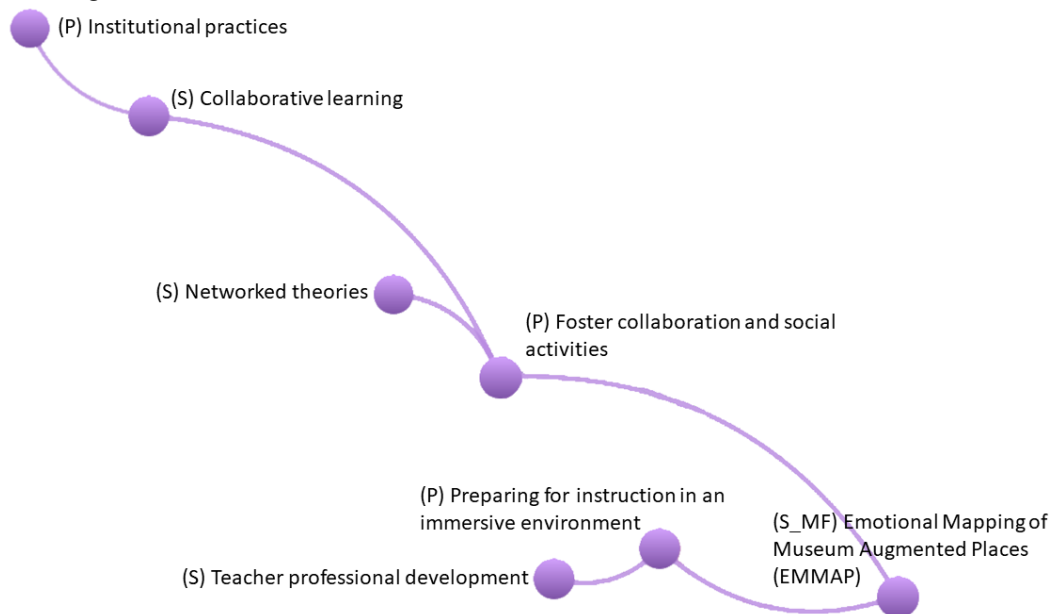 (P) Institutional practices
(S) Collaborative learning
(S) Networked theories
(P) Foster collaboration and social
activities
(P) Preparing for instruction in an
immersive environment
(S_MF) Emotional Mapping of
Museum Augmented Places
(EMMAP)
(S) Teacher professional development